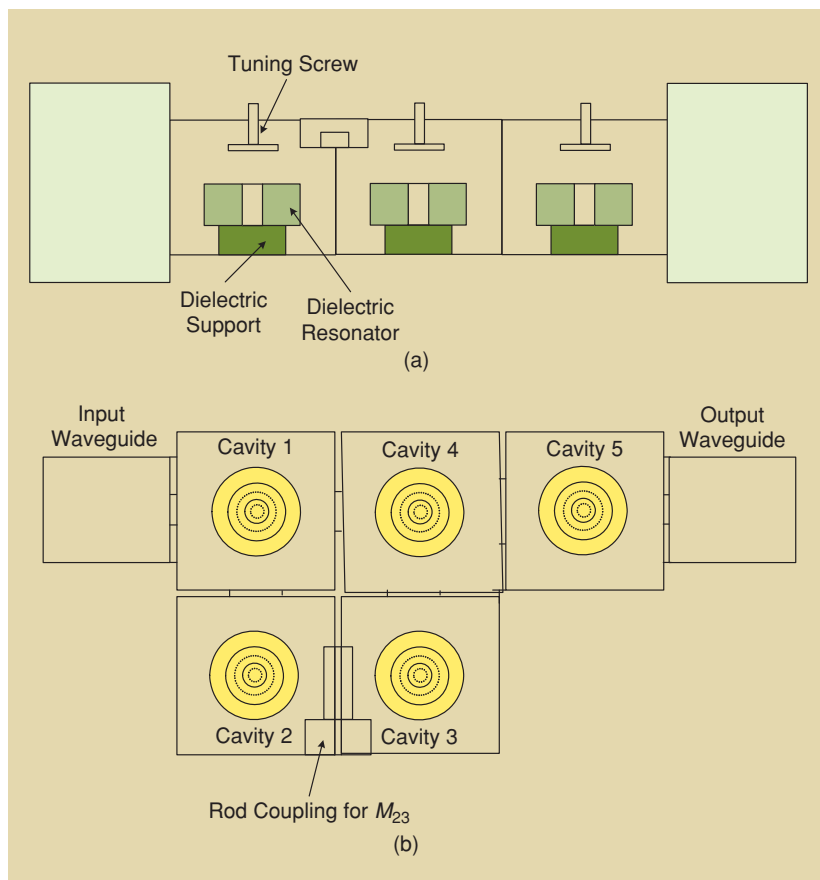 Tuning Screw
Dielectric
Support
Dielectric
Resonator
(a)
Input
Waveguide
Cavity 1
Cavity 4
Cavity 5
Output
Waveguide
Cavity 2
Cavity 3
Rod Coupling for M23
(b)